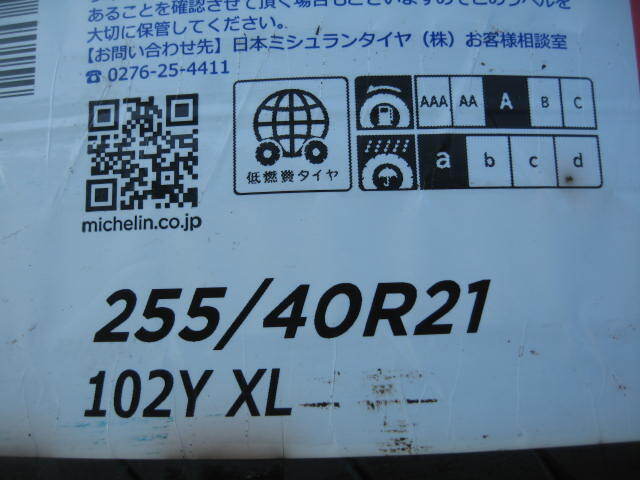 あることを確認させて頂く場合もございますのでこのラベルを
大切に保管してください。
【お問い合わせ先】日本ミシュランタイヤ（株）お客様相談室
☎ 0276-25-4411
michelin.co.jp
低燃費タイヤ
AAA AA A B C
a b c d
255/40R21
102Y XL